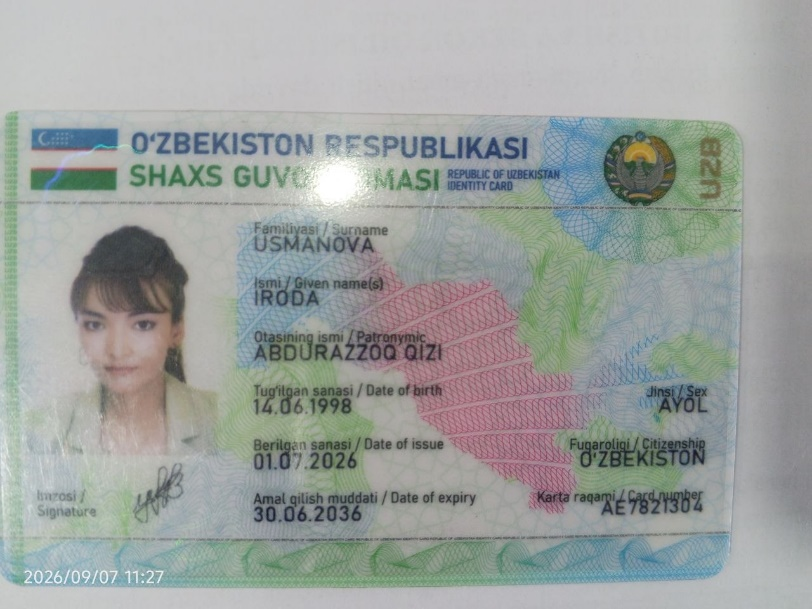 O‘ZBEKISTON RESPUBLIKASI
SHAXS
REPUBLIC OF UZBEKISTAN
IDENTITY CARD
UZB
Familiyasi / Surname
USMANOVA
Ismi / Given name(s)
IRODA
Otasining ismi / Patronymic
ABDURAZZOQ QIZI
Tug‘ilgan sanasi / Date of birth
14.06.1998
Jinsi / Sex
AYOL
Berilgan sanasi / Date of issue
01.07.2026
Fuqaroligi / Citizenship
O‘ZBEKISTON
Amal qilish muddati / Date of expiry
30.06.2036
Karta raqami / Card number
AE7821304
Imzosi /
Signature
2026/09/07 11:27